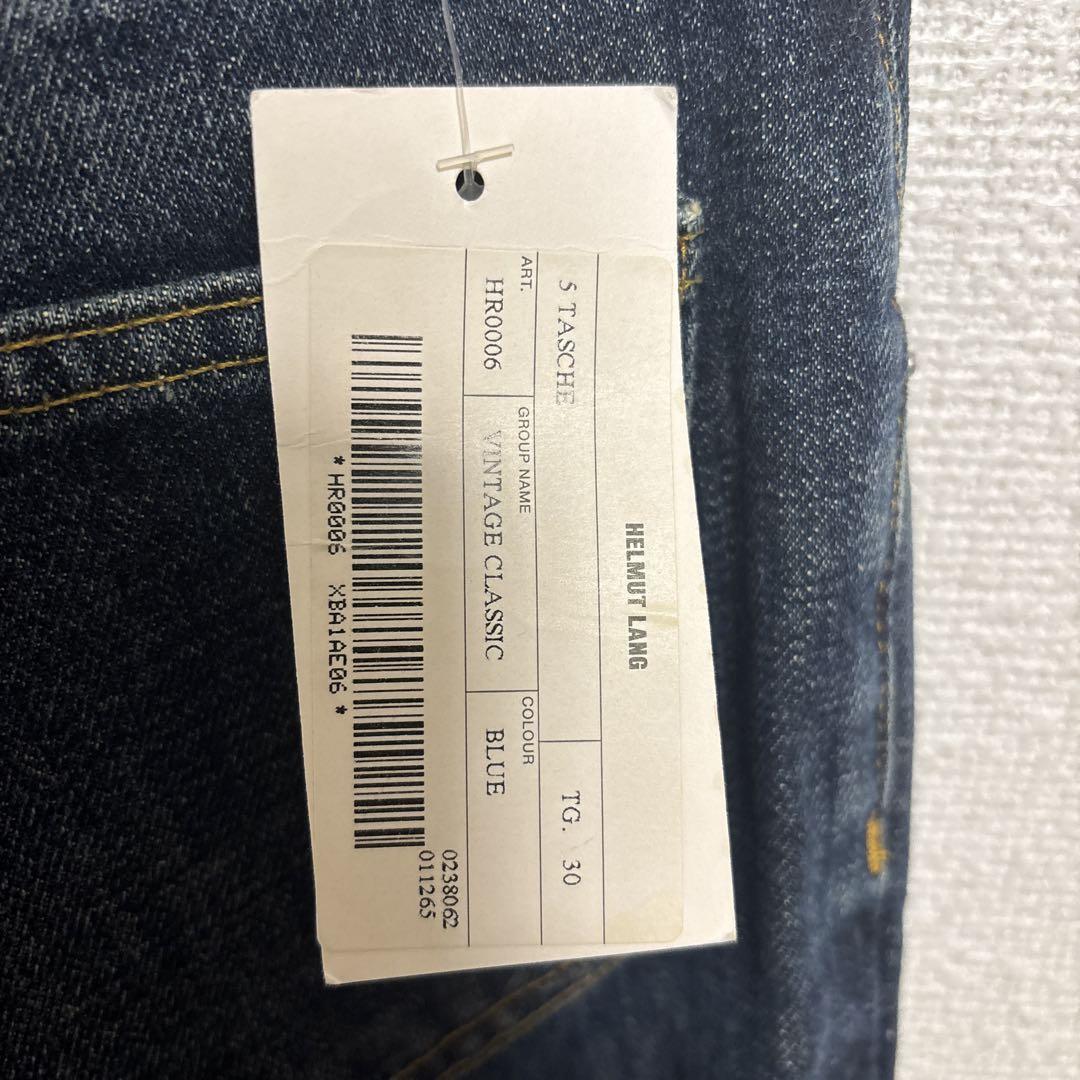 HELMUT LANG
5 TASCHE
TG. 30
ART.
HR0006
GROUP NAME
VINTAGE CLASSIC
COLOUR
BLUE
0238062
011265
*HR0006 XBA1AE06*